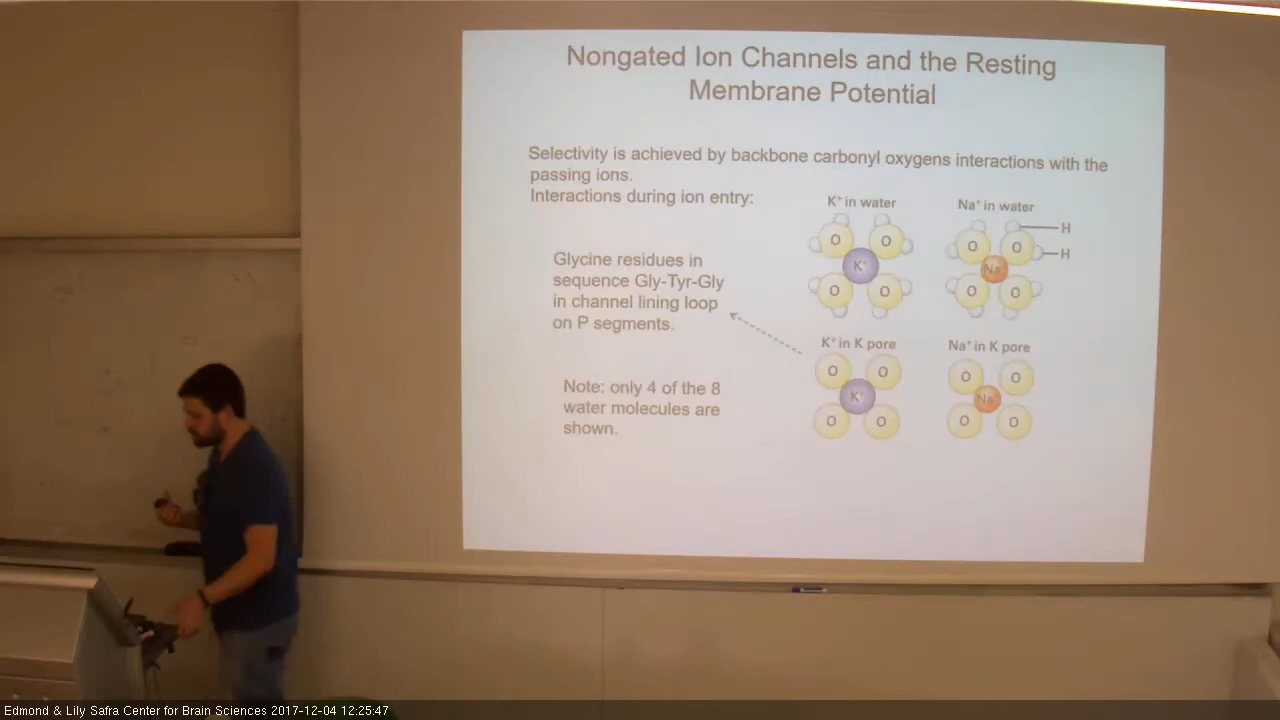 Nongated Ion Channels and the Resting
Membrane Potential
Selectivity is achieved by backbone carbonyl oxygens interactions with the
passing ions.
Interactions during ion entry:
K⁺ in water
Na⁺ in water
O O
K⁺
O O
O O
Na⁺
O O
H
H
Glycine residues in
sequence Gly-Tyr-Gly
in channel lining loop
on P segments.
K⁺ in K pore
Na⁺ in K pore
O O
K⁺
O O
O O
Na⁺
O O
Note: only 4 of the 8
water molecules are
shown.
Edmond & Lily Safra Center for Brain Sciences 2017-12-04 12:25:47